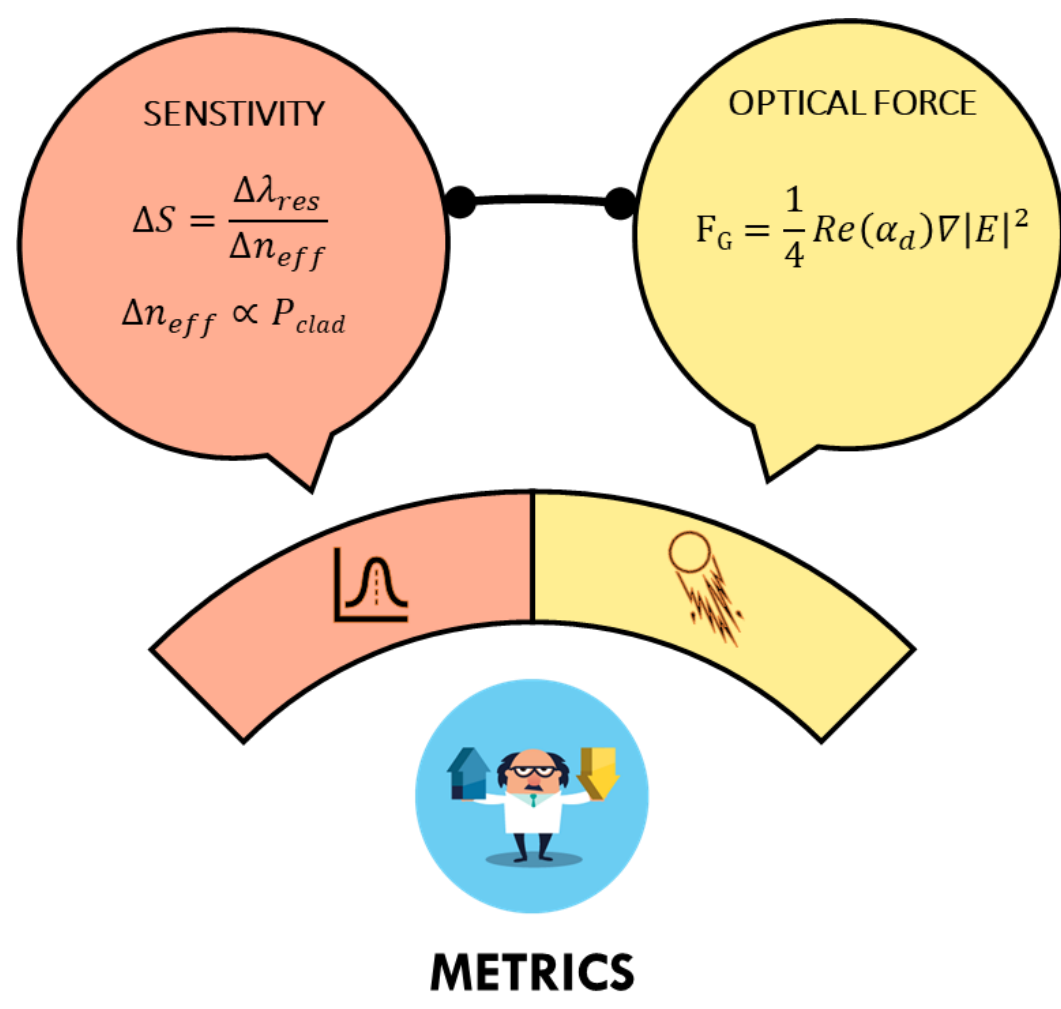 SENSTIVITY
ΔS = Δλ_res / Δn_eff
Δn_eff ∝ P_clad
OPTICAL FORCE
F_G = 1/4 Re(α_d)∇|E|²
METRICS